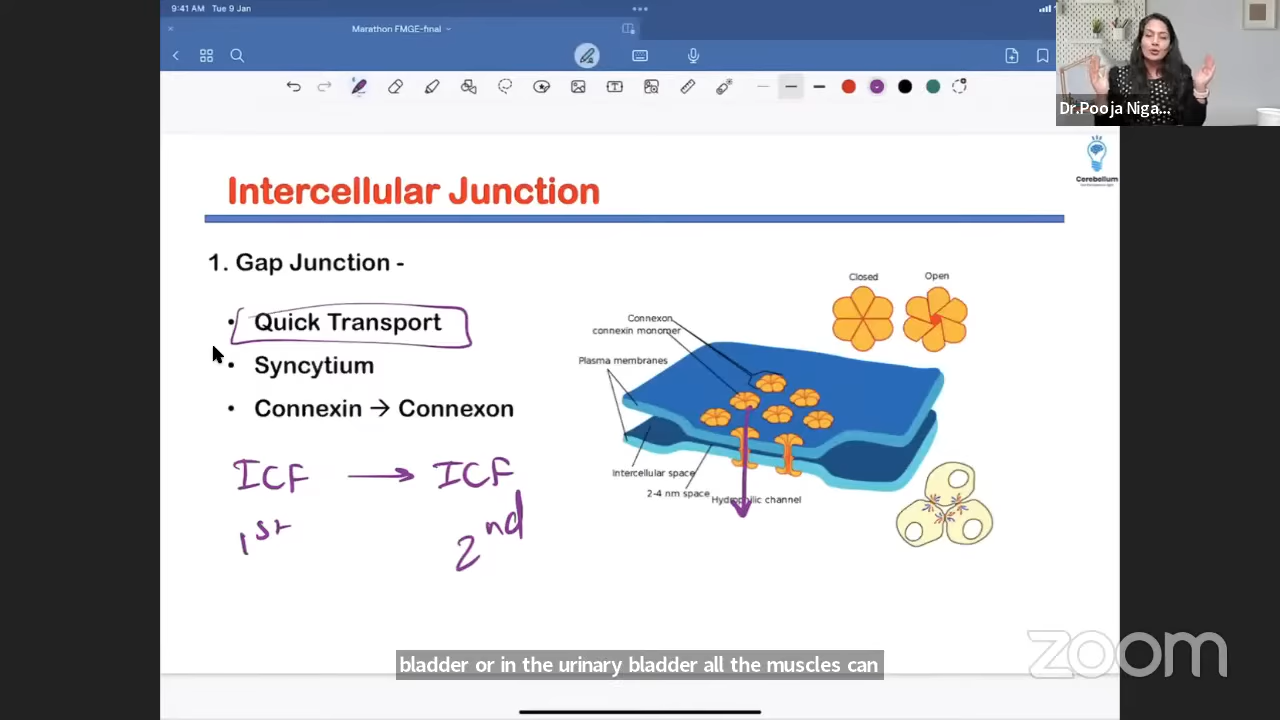 9:41 AM Tue 9 Jan
Marathon FMGE-final
Dr.Pooja Niga...
Cerebellum
Intercellular Junction
1. Gap Junction -
• Quick Transport
• Syncytium
• Connexin → Connexon
ICF → ICF
1st 2nd
Closed
Open
Connexon
connexin monomer
Plasma membranes
Intercellular space
2-4 nm space
Hydrophilic channel
bladder or in the urinary bladder all the muscles can
zoom